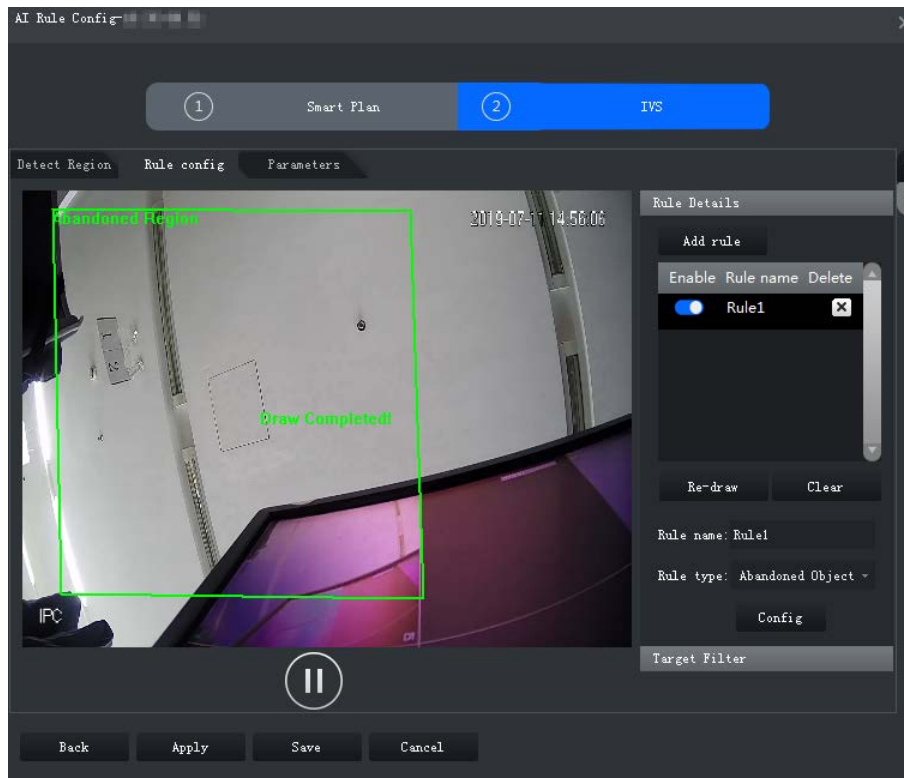 AI Rule Config-
1 Smart Plan 2 IVS
Detect Region Rule config Parameters
Abandoned Region
2019-07-11 14:56:06
Draw Completed!
IPC
Rule Details
Add rule
Enable Rule name Delete
Rule1
Re-draw Clear
Rule name: Rule1
Rule type: Abandoned Object
Config
Target Filter
Back Apply Save Cancel